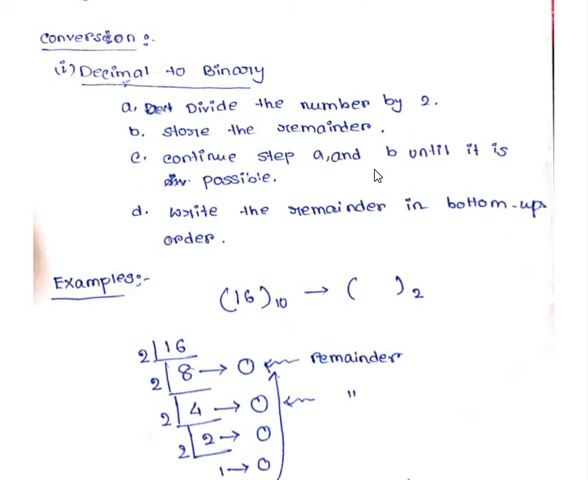 Conversion :-
(i) Decimal to Binary
a. Divide the number by 2.
b. store the remainder.
c. continue step a, and b until it is
possible.
d. Write the remainder in bottom-up
order.
Examples:-
(16)10 → ( )2
2 16
2 8 → 0 ← remainder
2 4 → 0 ← "
2 2 → 0
1 → 0